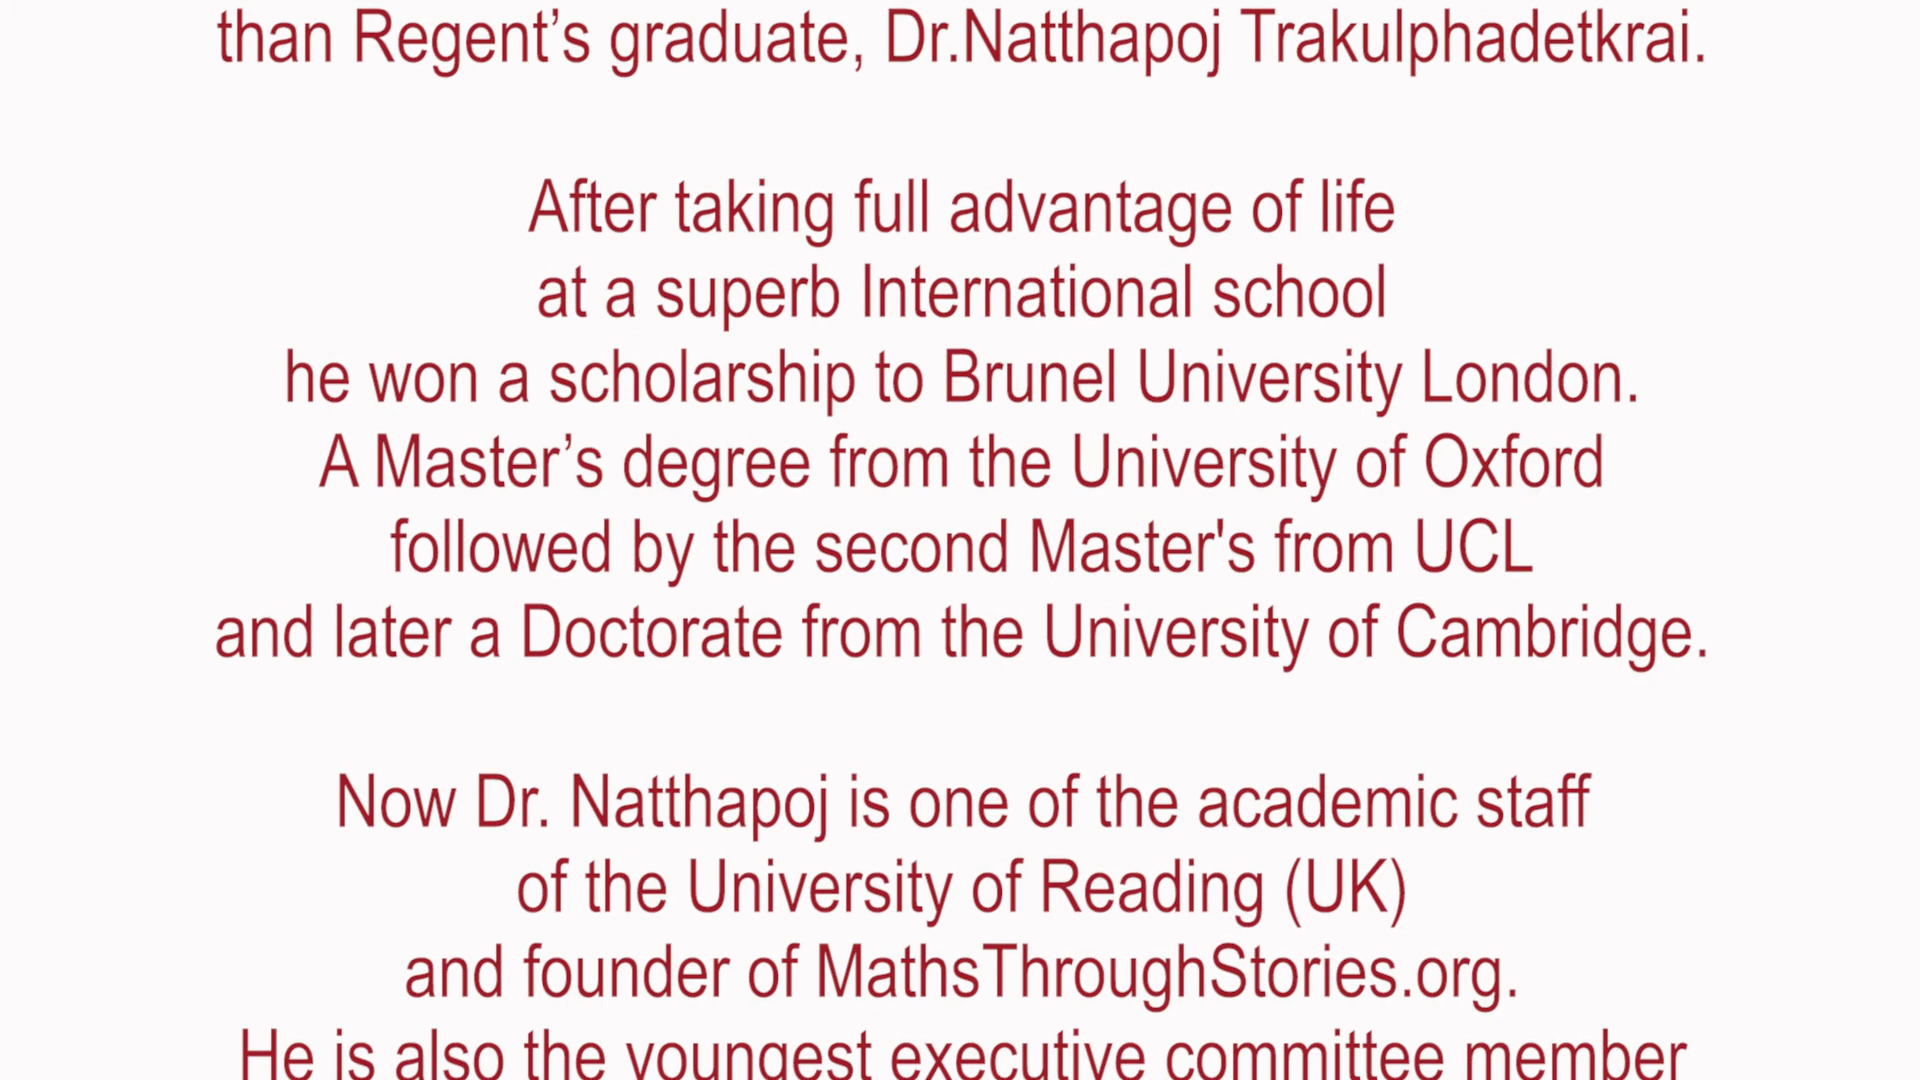 than Regent’s graduate, Dr.Natthapoj Trakulphadetkrai.
After taking full advantage of life
at a superb International school
he won a scholarship to Brunel University London.
A Master’s degree from the University of Oxford
followed by the second Master's from UCL
and later a Doctorate from the University of Cambridge.
Now Dr. Natthapoj is one of the academic staff
of the University of Reading (UK)
and founder of MathsThroughStories.org.
He is also the youngest executive committee member